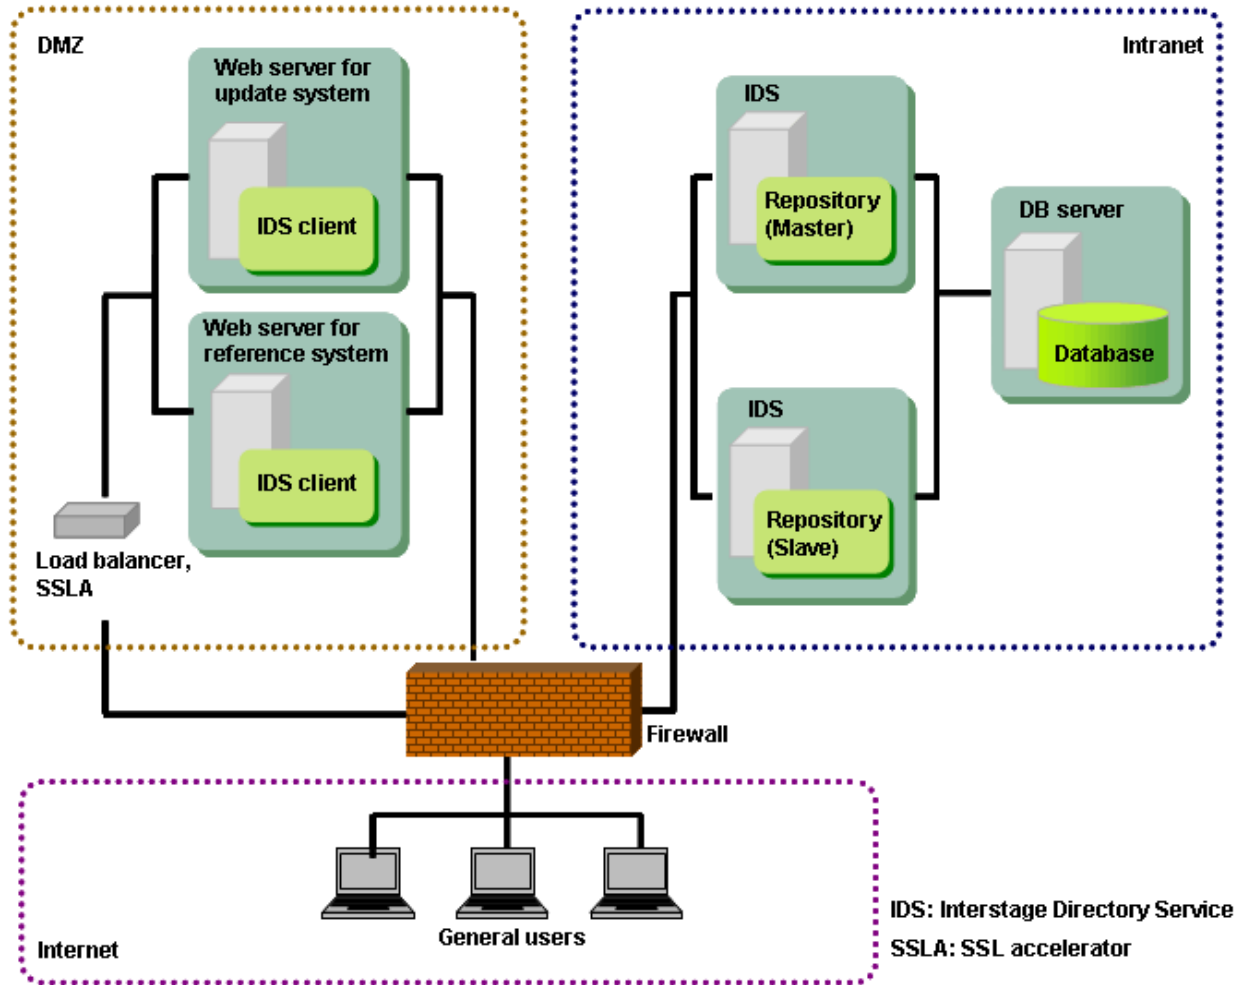 DMZ
Web server for
update system
IDS client
Web server for
reference system
IDS client
Load balancer,
SSLA
Intranet
IDS
Repository
(Master)
DB server
Database
IDS
Repository
(Slave)
Firewall
General users
Internet
IDS: Interstage Directory Service
SSLA: SSL accelerator